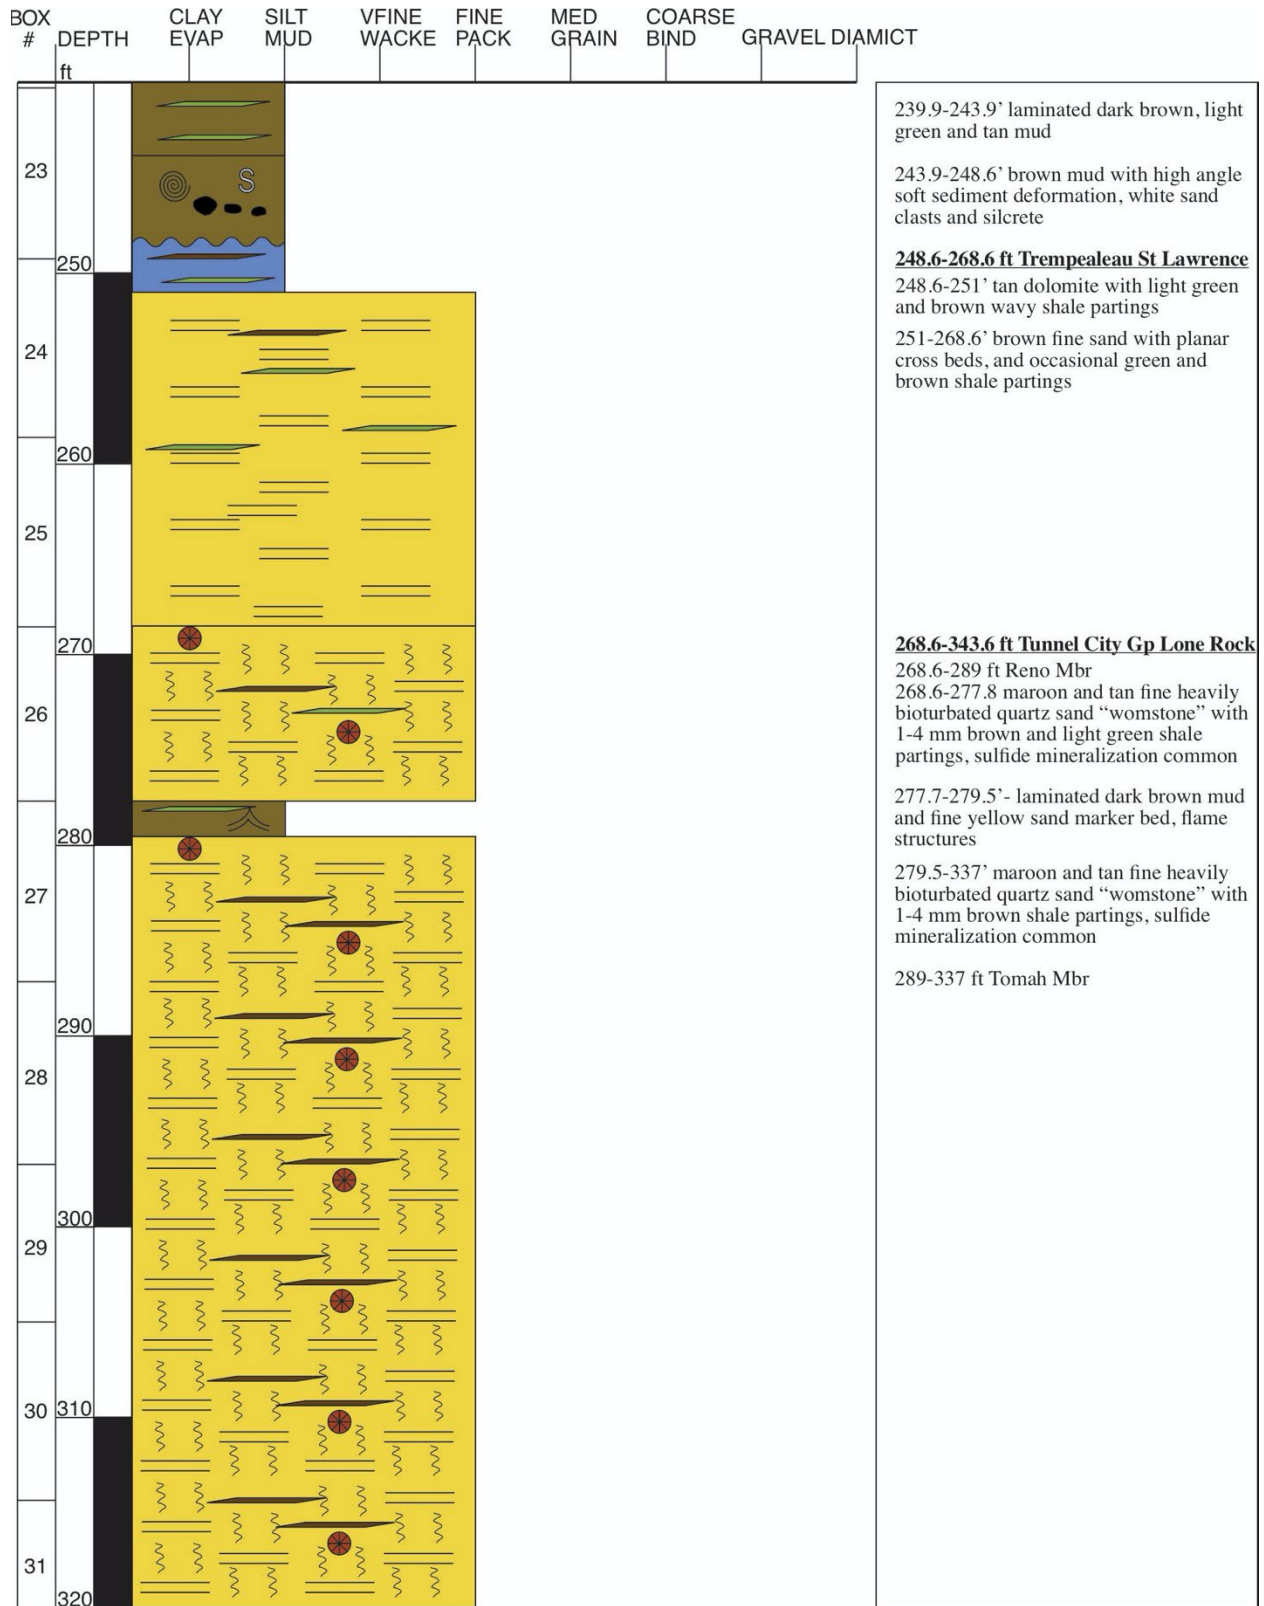 BOX CLAY SILT VFINE FINE MED COARSE
# DEPTH EVAP MUD WACKE PACK GRAIN BIND GRAVEL DIAMICT
ft
23
S
250
24
260
25
270
26
280
27
290
28
300
29
310
30
31
320
239.9-243.9’ laminated dark brown, light
green and tan mud
243.9-248.6’ brown mud with high angle
soft sediment deformation, white sand
clasts and silcrete
248.6-268.6 ft Trempealeau St Lawrence
248.6-251’ tan dolomite with light green
and brown wavy shale partings
251-268.6’ brown fine sand with planar
cross beds, and occasional green and
brown shale partings
268.6-343.6 ft Tunnel City Gp Lone Rock
268.6-289 ft Reno Mbr
268.6-277.8 maroon and tan fine heavily
bioturbated quartz sand “womstone” with
1-4 mm brown and light green shale
partings, sulfide mineralization common
277.7-279.5’- laminated dark brown mud
and fine yellow sand marker bed, flame
structures
279.5-337’ maroon and tan fine heavily
bioturbated quartz sand “womstone” with
1-4 mm brown shale partings, sulfide
mineralization common
289-337 ft Tomah Mbr